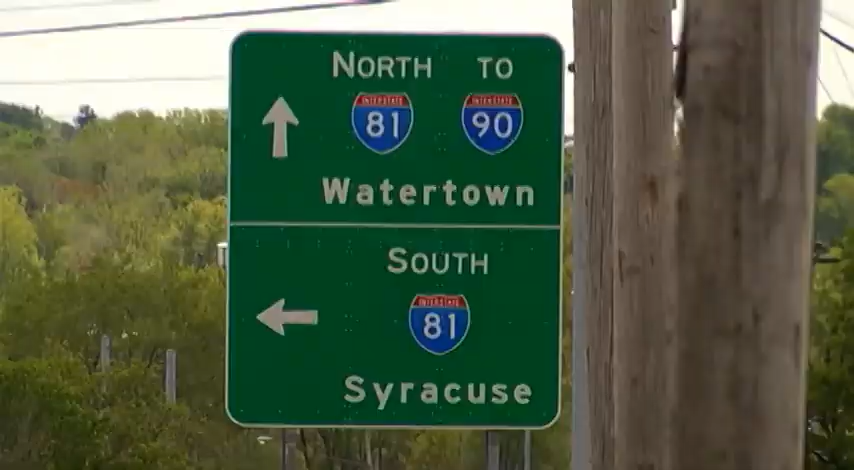 NORTH TO
INTERSTATE INTERSTATE
81 90
Watertown
SOUTH
INTERSTATE
81
Syracuse